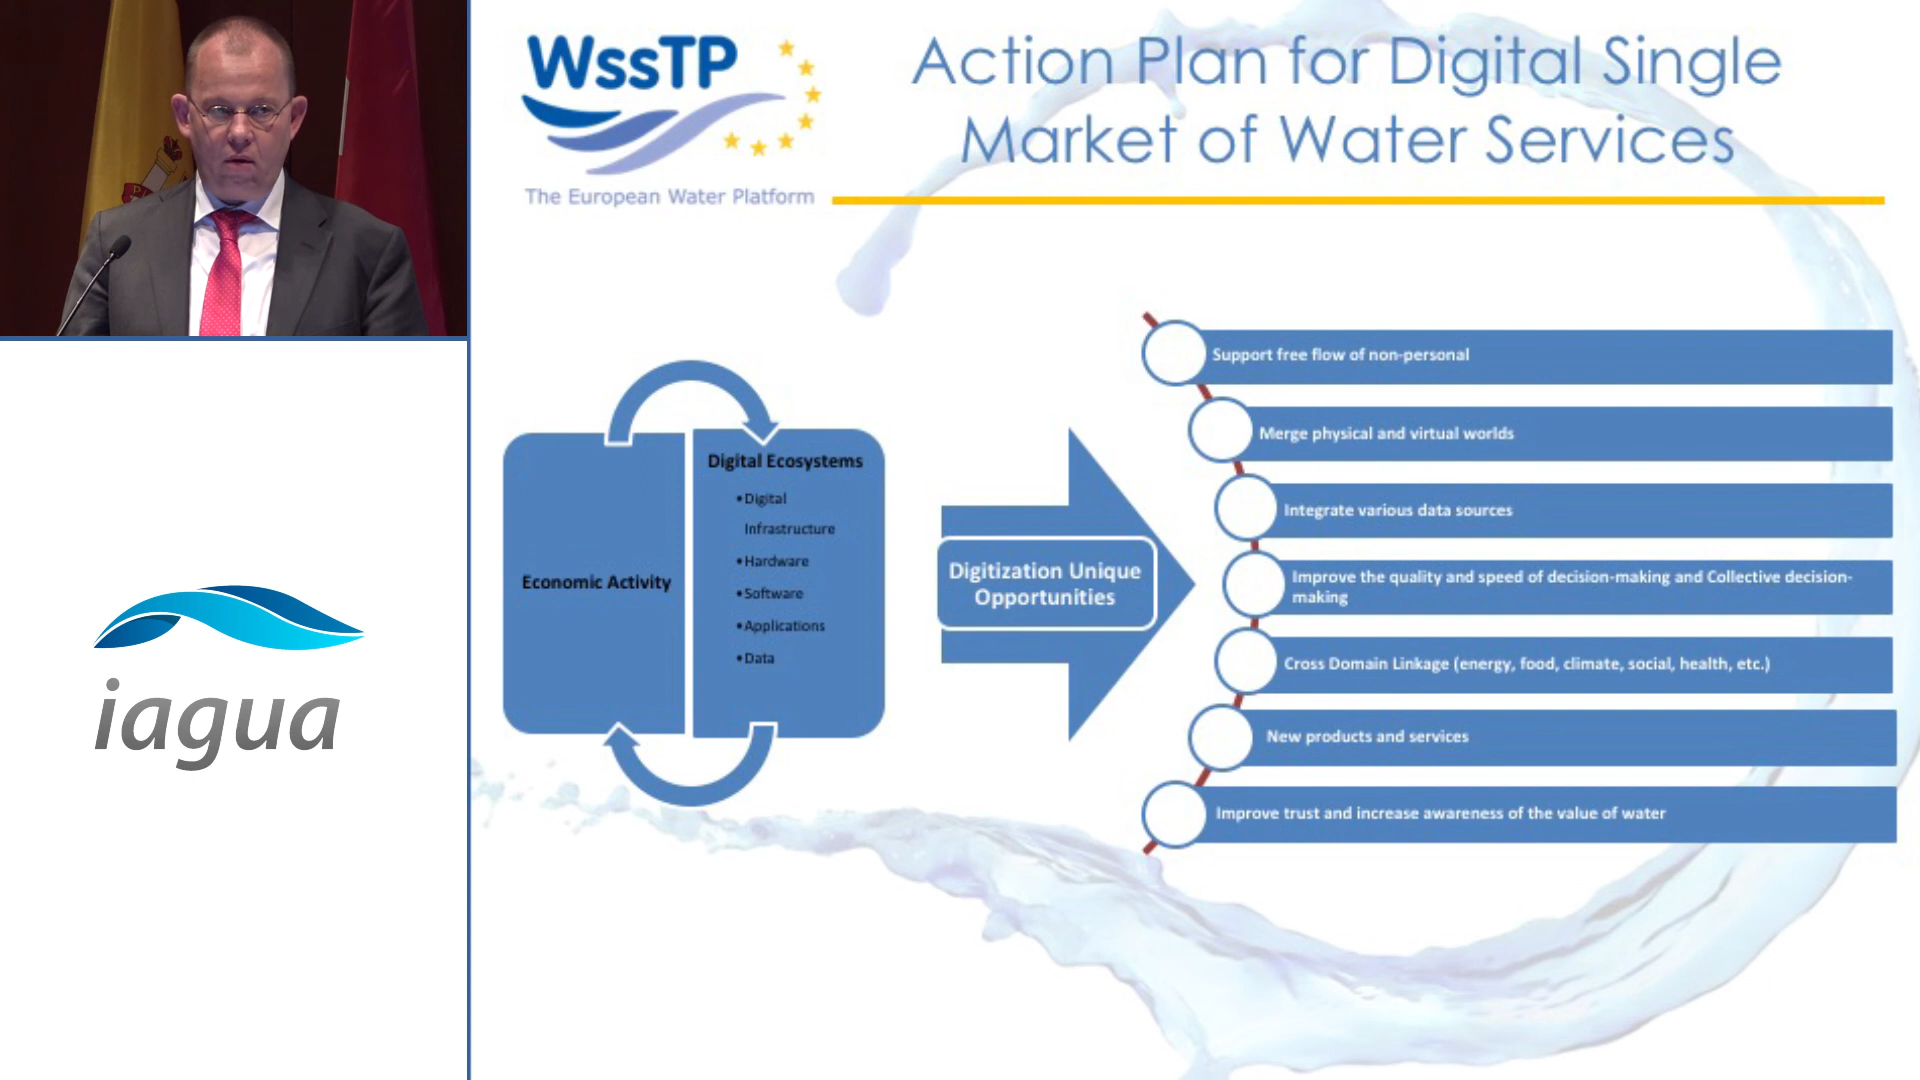 WssTP
The European Water Platform
Action Plan for Digital Single
Market of Water Services
Economic Activity
Digital Ecosystems
•Digital
Infrastructure
•Hardware
•Software
•Applications
•Data
Digitization Unique
Opportunities
Support free flow of non-personal
Merge physical and virtual worlds
Integrate various data sources
Improve the quality and speed of decision-making and Collective decision-
making
Cross Domain Linkage (energy, food, climate, social, health, etc.)
New products and services
Improve trust and increase awareness of the value of water
iagua